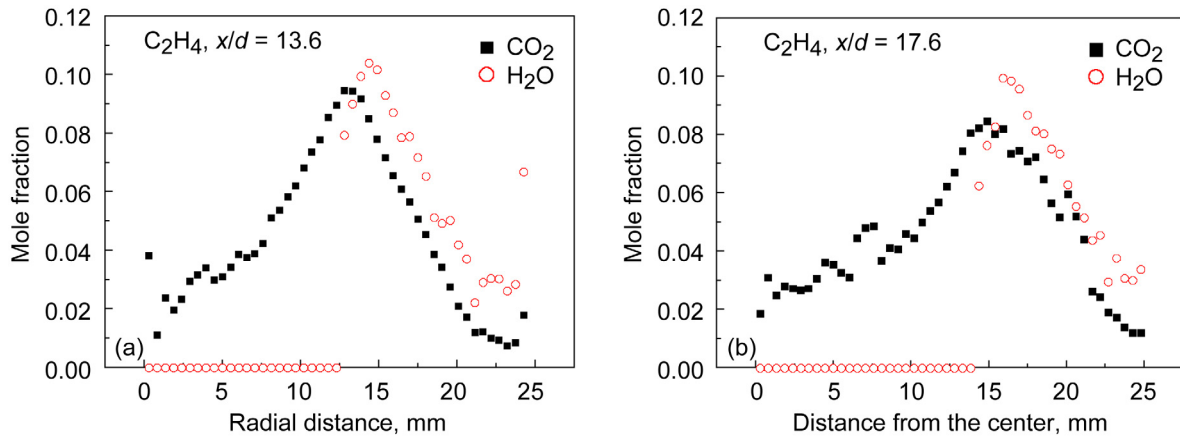 0.12
0.10
0.08
0.06
0.04
0.02
0.00
Mole fraction
C₂H₄, x/d = 13.6
CO₂
H₂O
(a)
0 5 10 15 20 25
Radial distance, mm
0.12
0.10
0.08
0.06
0.04
0.02
0.00
Mole fraction
C₂H₄, x/d = 17.6
CO₂
H₂O
(b)
0 5 10 15 20 25
Distance from the center, mm